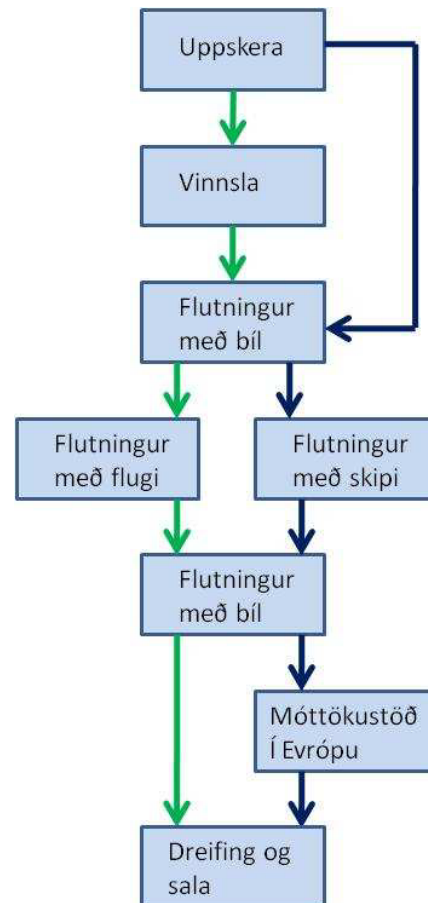 Uppskera
Vinnsla
Flutningur
með bíl
Flutningur
með flugi
Flutningur
með skipi
Flutningur
með bíl
Móttökustöð
Í Evrópu
Dreifing og
sala